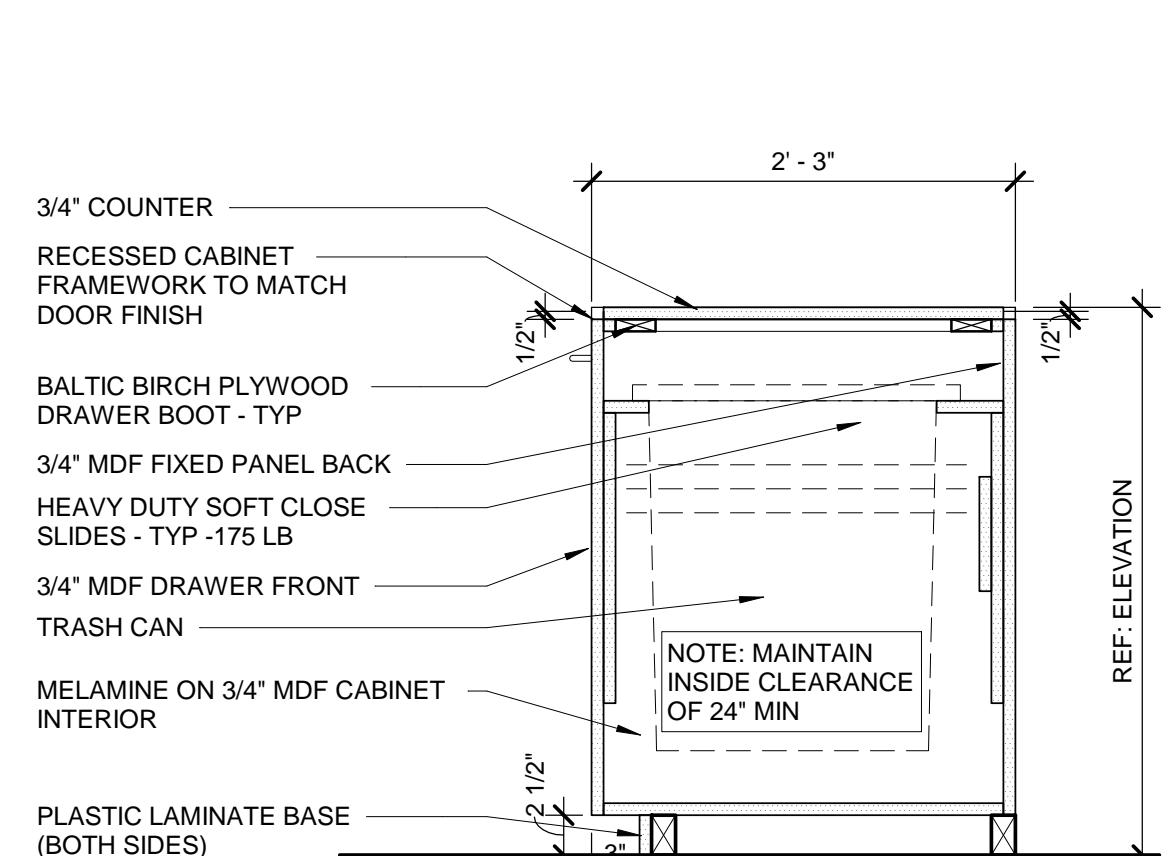 2' - 3"
3/4" COUNTER
RECESSED CABINET
FRAMEWORK TO MATCH
DOOR FINISH
1/2"
1/2"
BALTIC BIRCH PLYWOOD
DRAWER BOOT - TYP
3/4" MDF FIXED PANEL BACK
HEAVY DUTY SOFT CLOSE
SLIDES - TYP -175 LB
3/4" MDF DRAWER FRONT
TRASH CAN
REF: ELEVATION
NOTE: MAINTAIN
INSIDE CLEARANCE
OF 24" MIN
MELAMINE ON 3/4" MDF CABINET
INTERIOR
2 1/2"
PLASTIC LAMINATE BASE
(BOTH SIDES)
3"